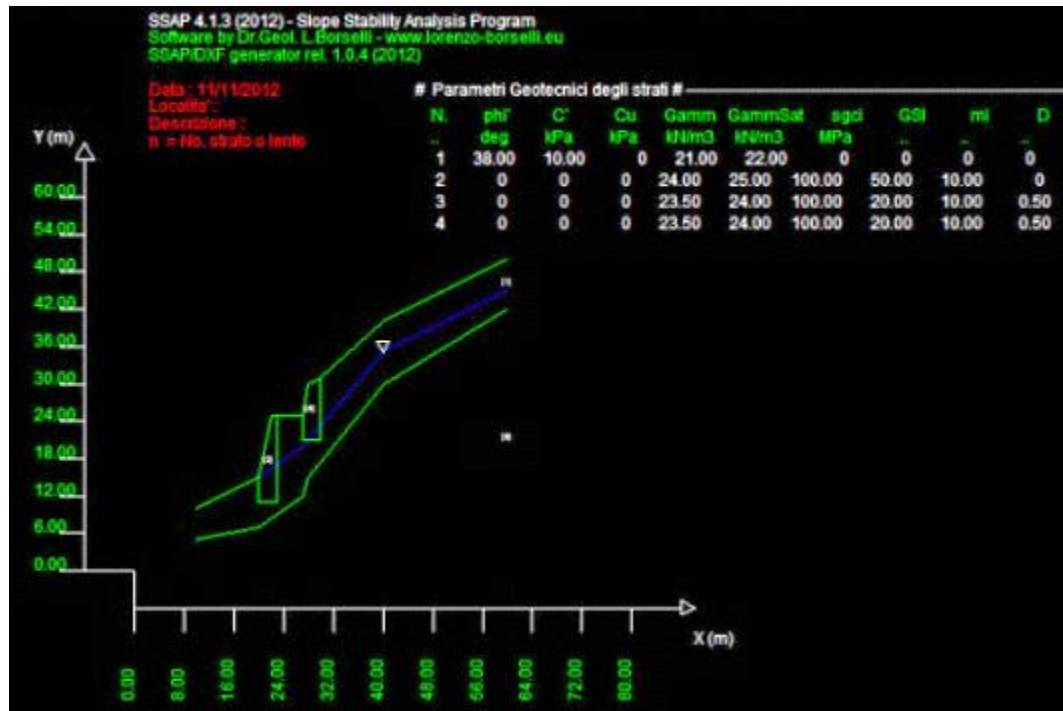 SSAP 4.1.3 (2012) - Slope Stability Analysis Program
Software by Dr.Geol. L.Borselli - www.lorenzo-borselli.eu
SSAP/DXF generator rel. 1.0.4 (2012)
Data : 11/11/2012
Localita' :
Descrizione :
n = No. strato o lente
# Parametri Geotecnici degli strati #
N. phi' C' Cu Gamm GammSat sgci GSI mi D
.. deg kPa kPa kN/m3 kN/m3 MPa .. .. ..
1 38.00 10.00 0 21.00 22.00 0 0 0 0
2 0 0 0 24.00 25.00 100.00 50.00 10.00 0
3 0 0 0 23.50 24.00 100.00 20.00 10.00 0.50
4 0 0 0 23.50 24.00 100.00 20.00 10.00 0.50
Y (m)
60.00
54.00
48.00
42.00
36.00
30.00
24.00
18.00
12.00
6.00
0.00
X (m)
0.00 8.00 16.00 24.00 32.00 40.00 48.00 56.00 64.00 72.00 80.00